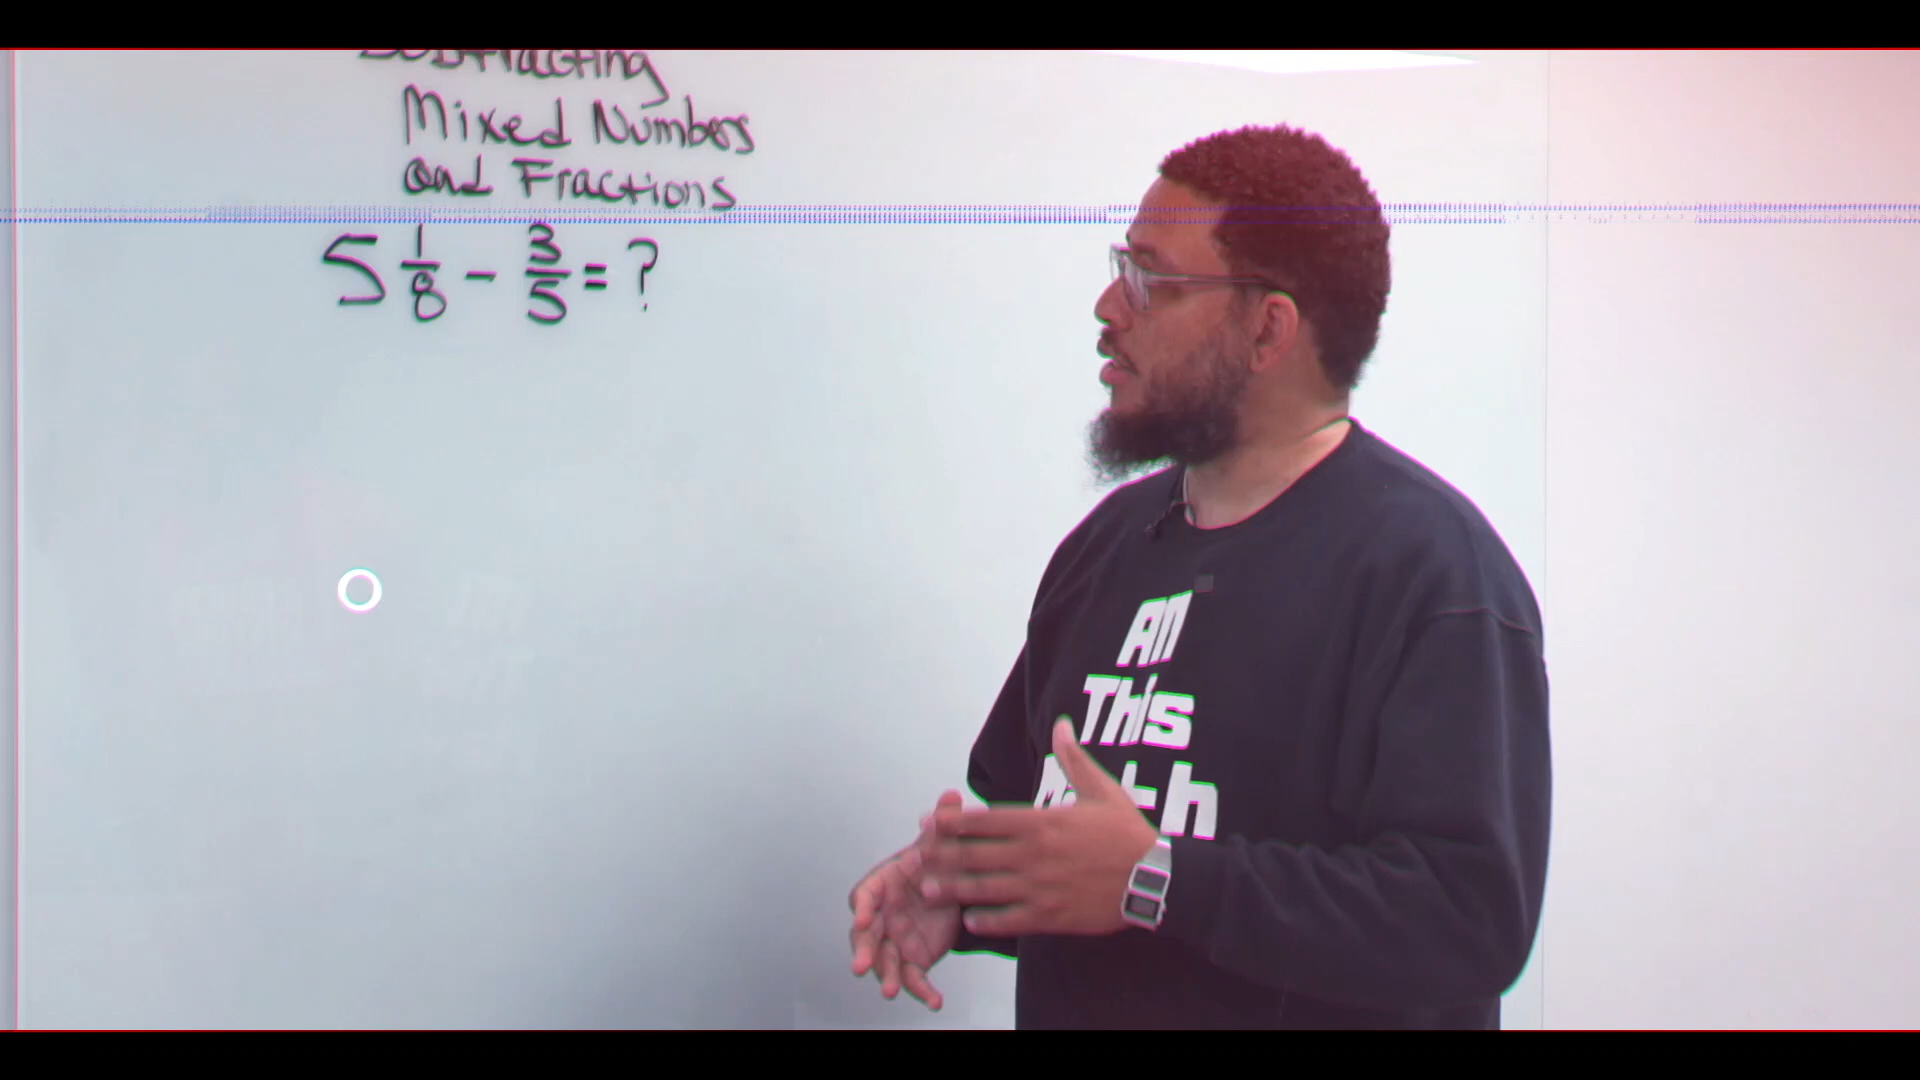 Subtracting
Mixed Numbers
and Fractions
5 1/8 - 3/5 = ?
All
This
Math